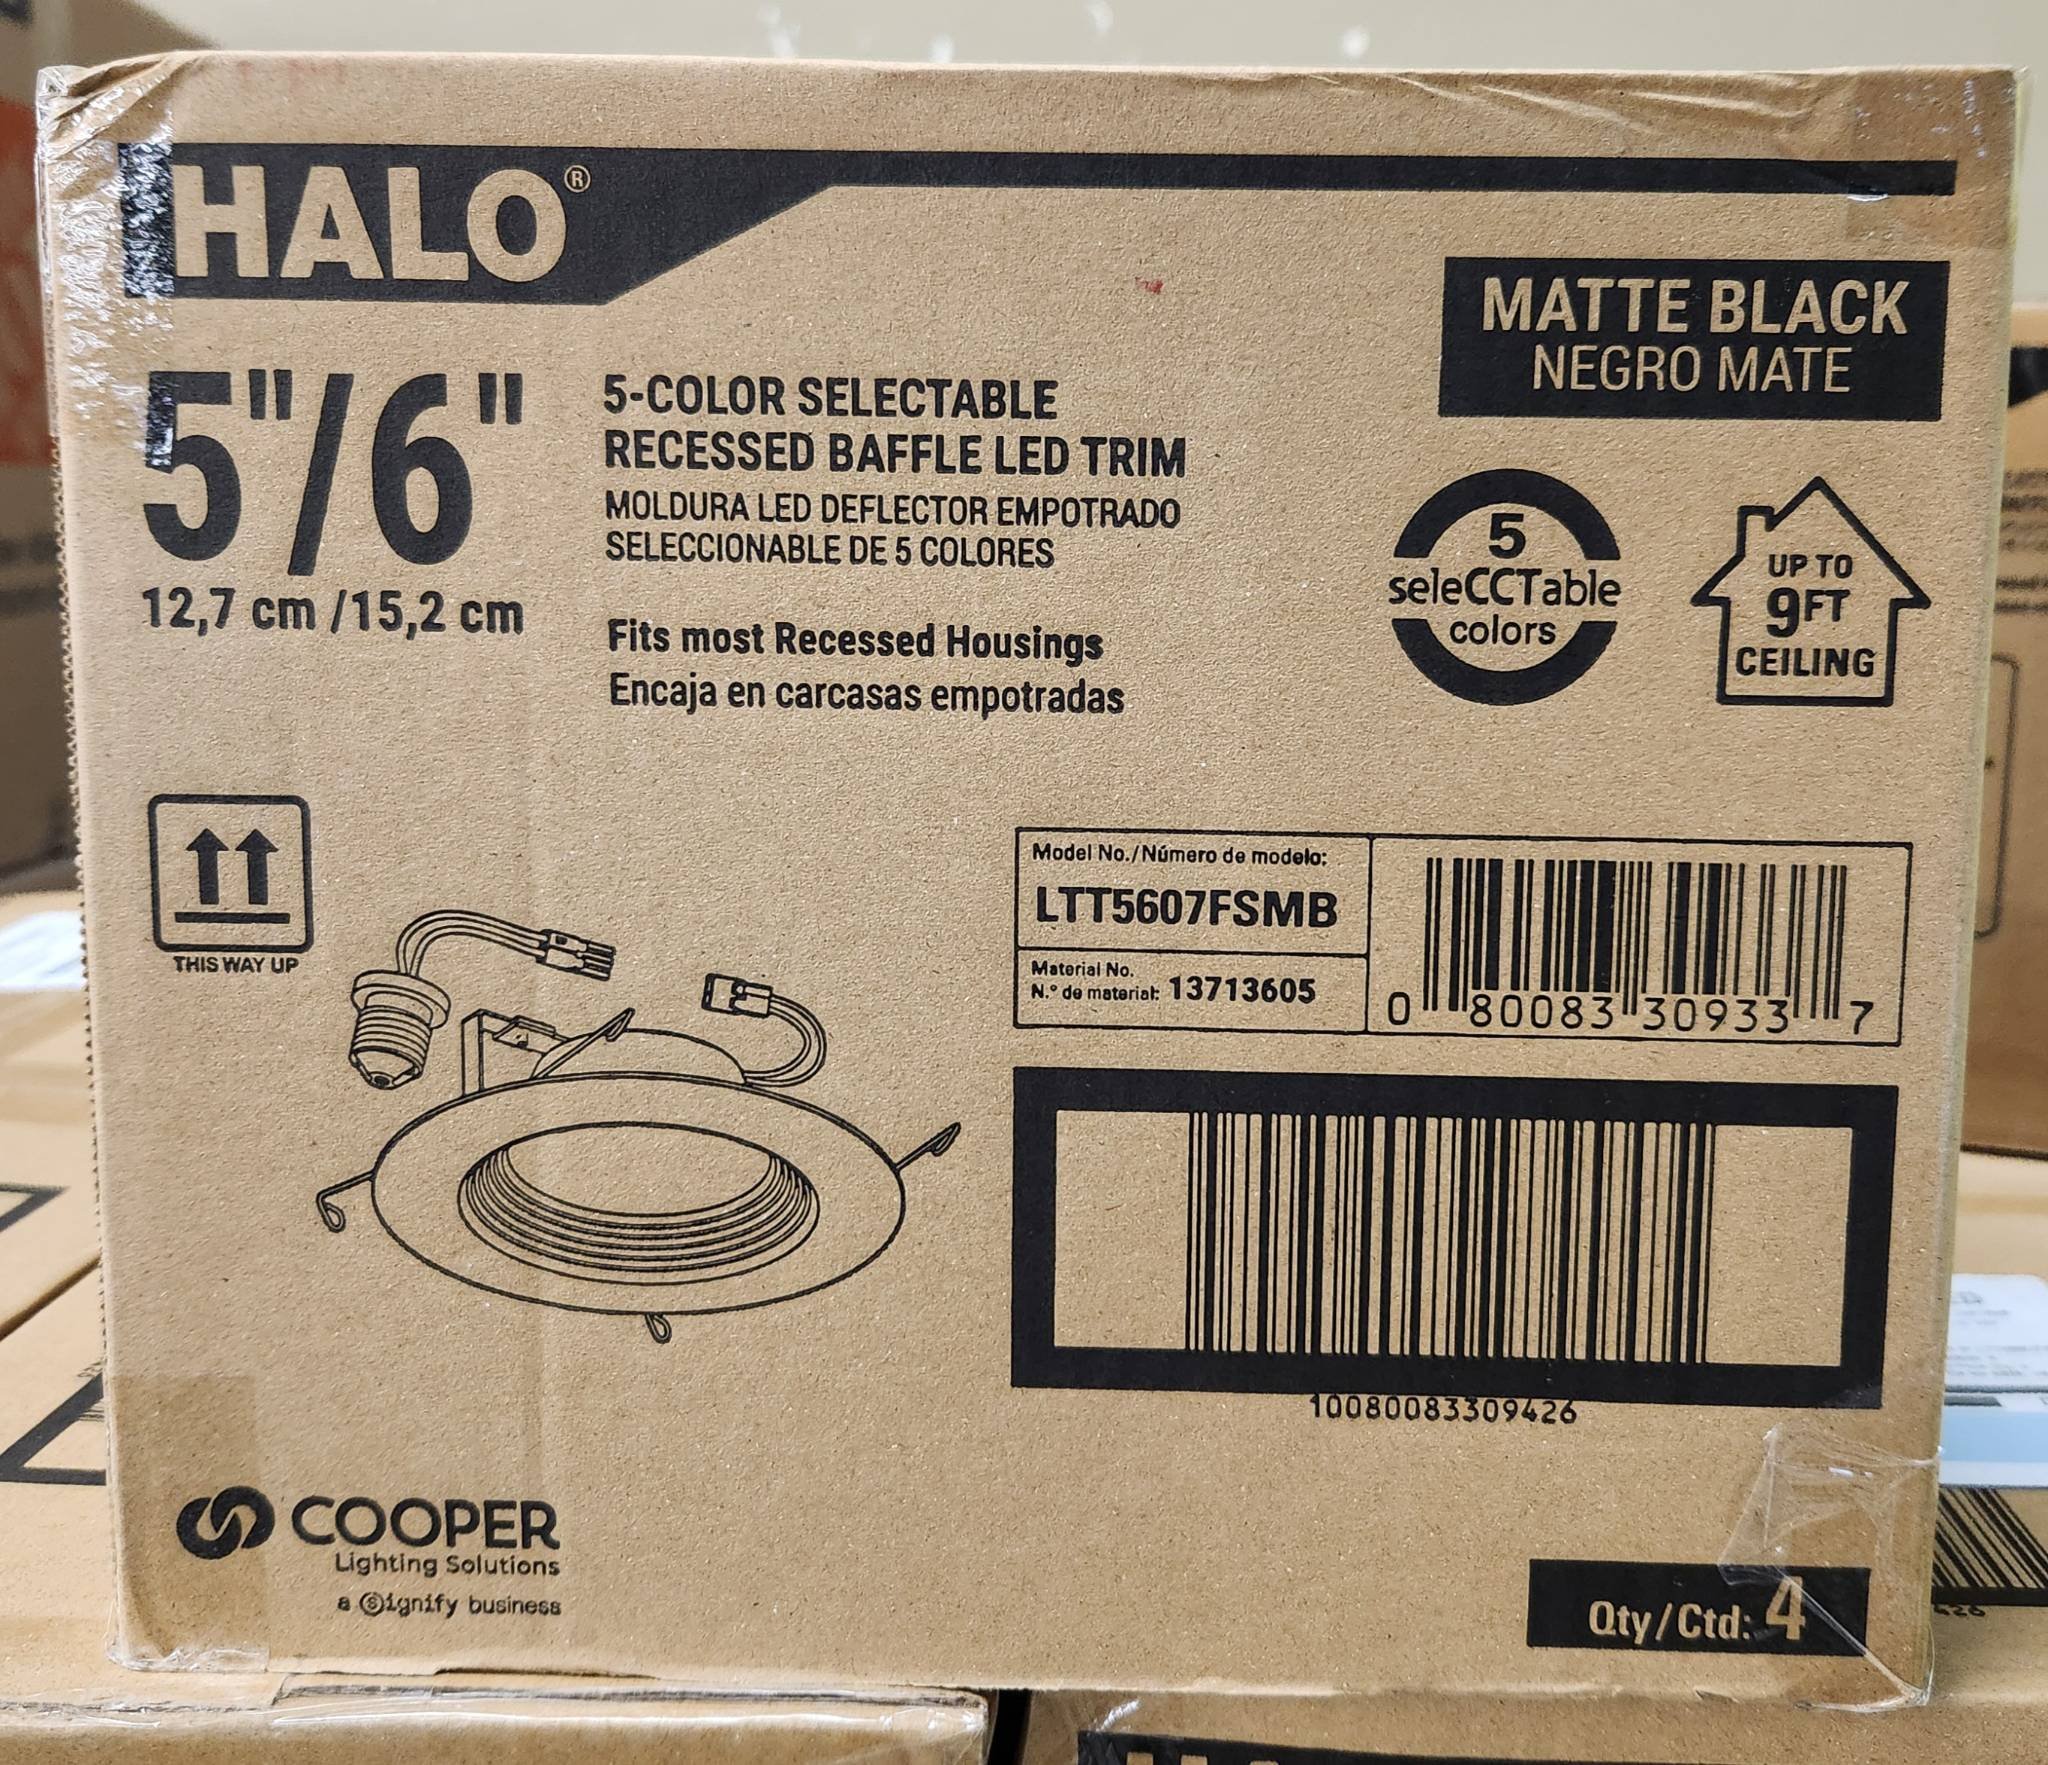 HALO®
MATTE BLACK
NEGRO MATE
5"/6"
12,7 cm /15,2 cm
5-COLOR SELECTABLE
RECESSED BAFFLE LED TRIM
MOLDURA LED DEFLECTOR EMPOTRADO
SELECCIONABLE DE 5 COLORES
Fits most Recessed Housings
Encaja en carcasas empotradas
5
seleCCTable
colors
UP TO
9FT
CEILING
THIS WAY UP
Model No./Número de modelo:
LTT5607FSMB
Material No.
N.º de material: 13713605
0 80083 30933 7
10080083309426
COOPER
Lighting Solutions
a Signify business
Qty/Ctd: 4